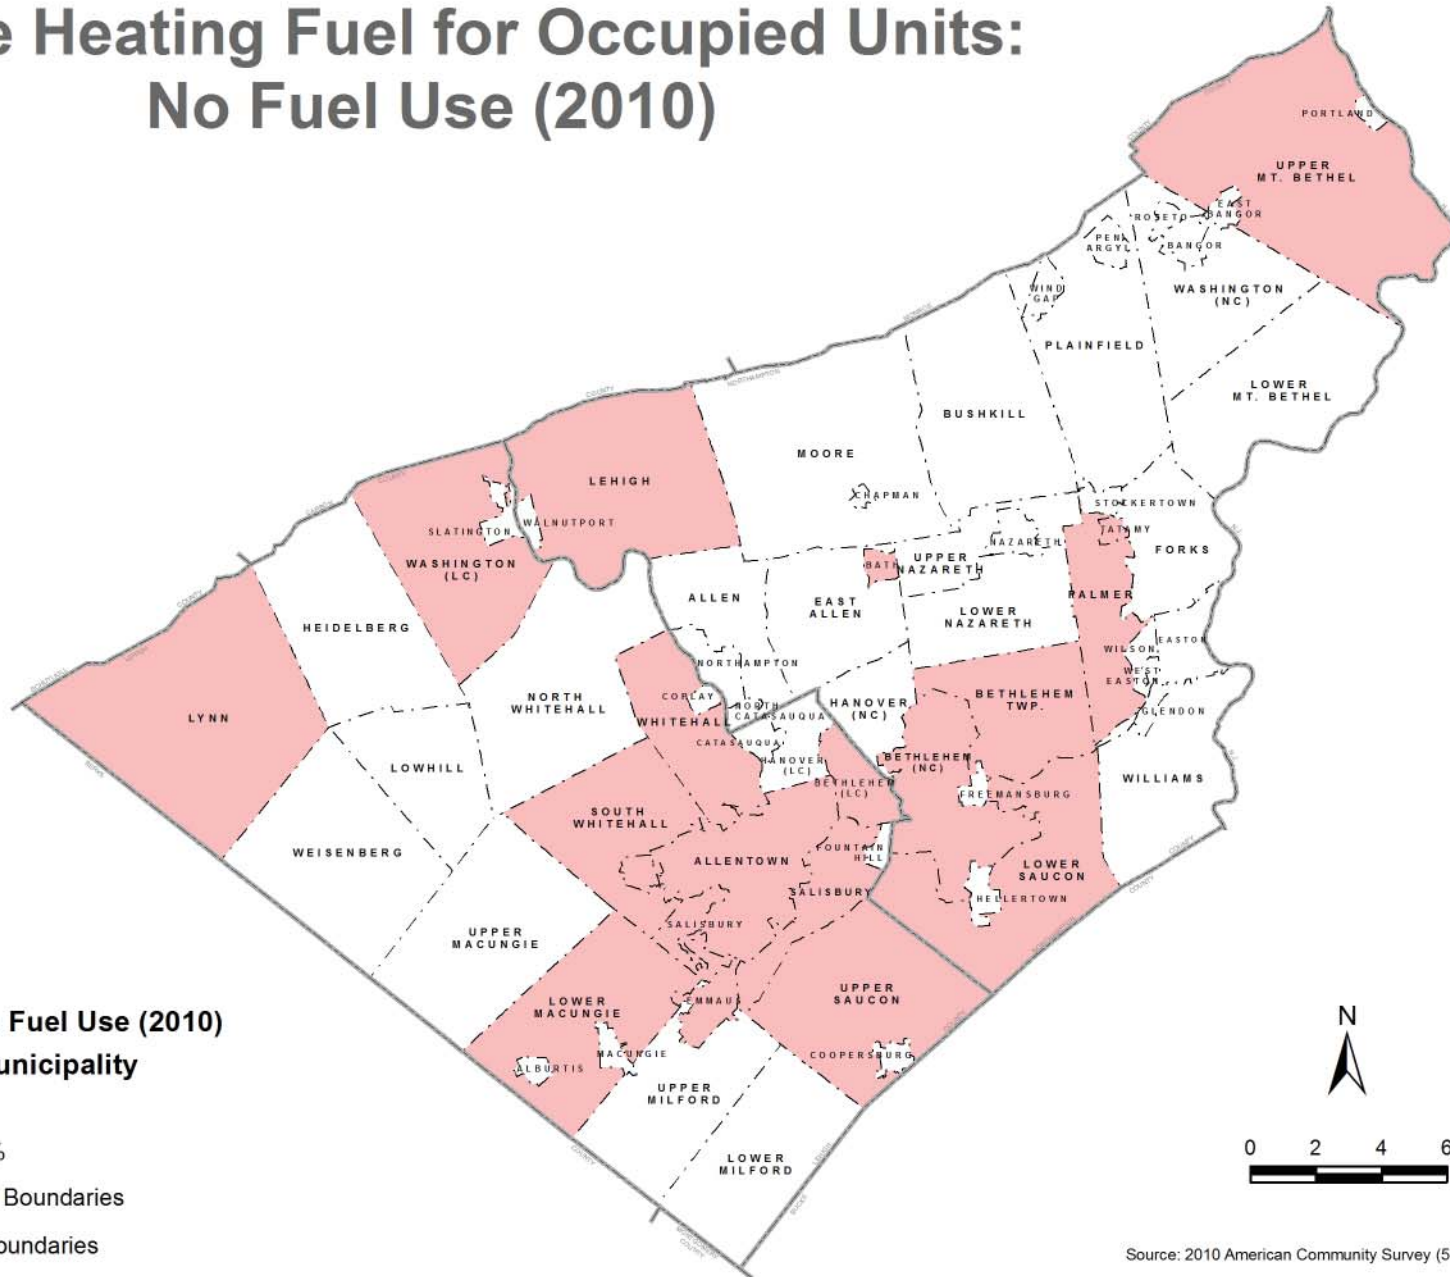 e Heating Fuel for Occupied Units:
No Fuel Use (2010)
PORTLAND
UPPER
MT. BETHEL
EAST
BANGOR
ROSETO
PEN
ARGYL
BANGOR
WIND
GAP
WASHINGTON
(NC)
PLAINFIELD
LOWER
MT. BETHEL
BUSHKILL
MOORE
CHAPMAN
LEHIGH
WALNUTPORT
SLATINGTON
WASHINGTON
(LC)
STOCKERTOWN
TATAMY
NAZARETH
FORKS
UPPER
NAZARETH
BATH
PALMER
ALLEN
EAST
ALLEN
LOWER
NAZARETH
HEIDELBERG
EASTON
WILSON
WEST
EASTON
NORTHAMPTON
COPLAY
NORTH
WHITEHALL
WHITEHALL
NORTH
CATASAUQUA
HANOVER
(NC)
BETHLEHEM
TWP.
GLENDON
LYNN
CATASAUQUA
HANOVER
(LC)
BETHLEHEM
(NC)
BETHLEHEM
(LC)
LOWHILL
WILLIAMS
FREEMANSBURG
SOUTH
WHITEHALL
WEISENBERG
ALLENTOWN
FOUNTAIN
HILL
LOWER
SAUCON
SALISBURY
HELLERTOWN
SALISBURY
UPPER
MACUNGIE
UPPER
SAUCON
LOWER
MACUNGIE
EMMAUS
MACUNGIE
COOPERSBURG
ALBURTIS
UPPER
MILFORD
LOWER
MILFORD
Fuel Use (2010)
unicipality
%
Boundaries
oundaries
N
0 2 4 6
Source: 2010 American Community Survey (5
COUNTY
NORTHAMPTON
COUNTY
COUNTY
COUNTY